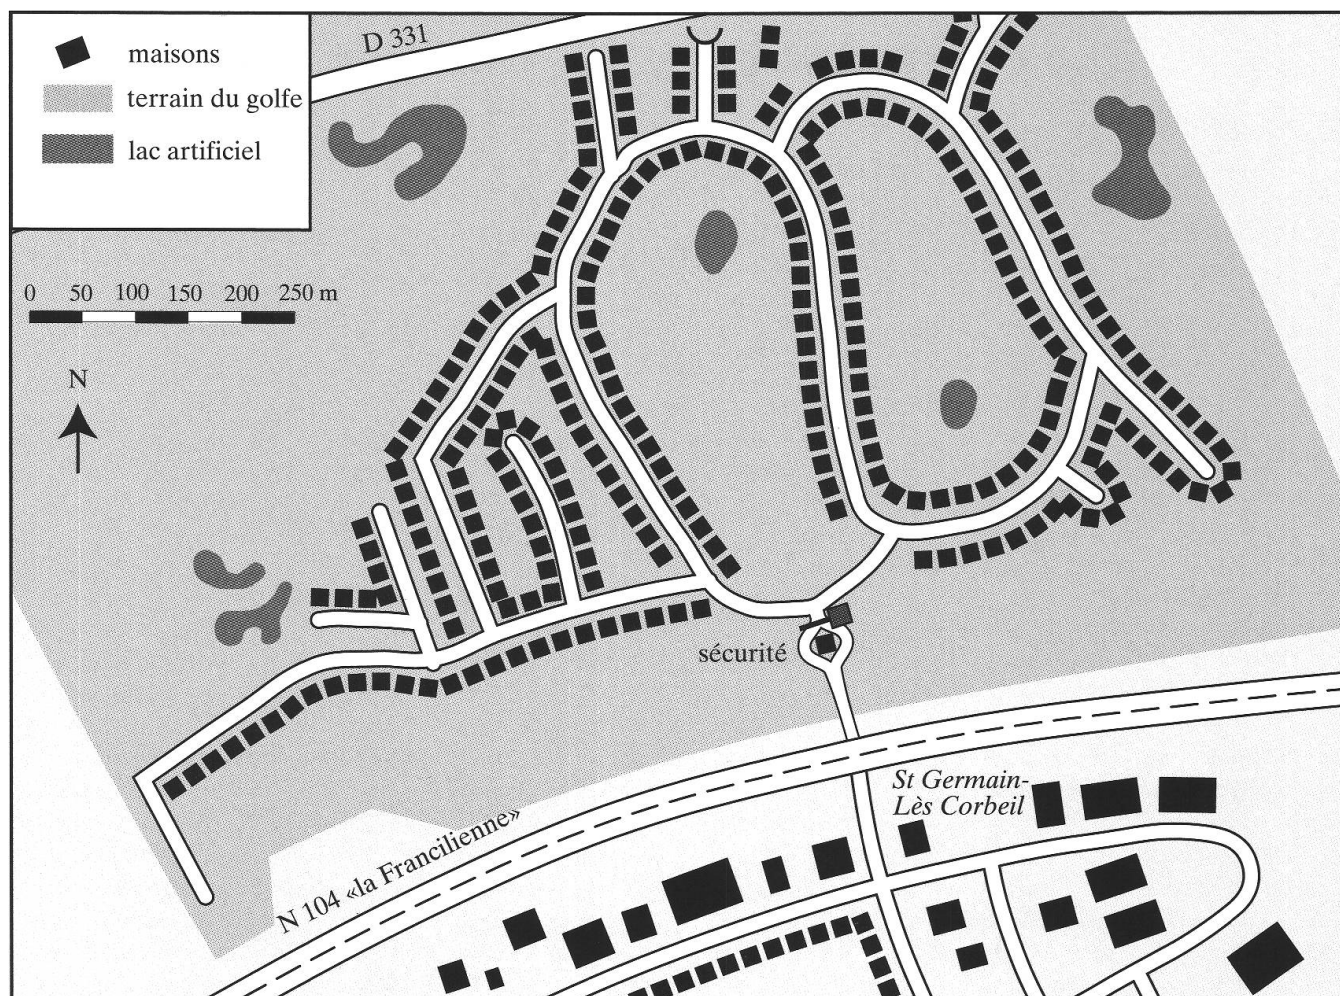 maisons
terrain du golfe
lac artificiel
D 331
0 50 100 150 200 250 m
N
sécurité
St Germain-
Lès Corbeil
N 104 «la Francilienne»